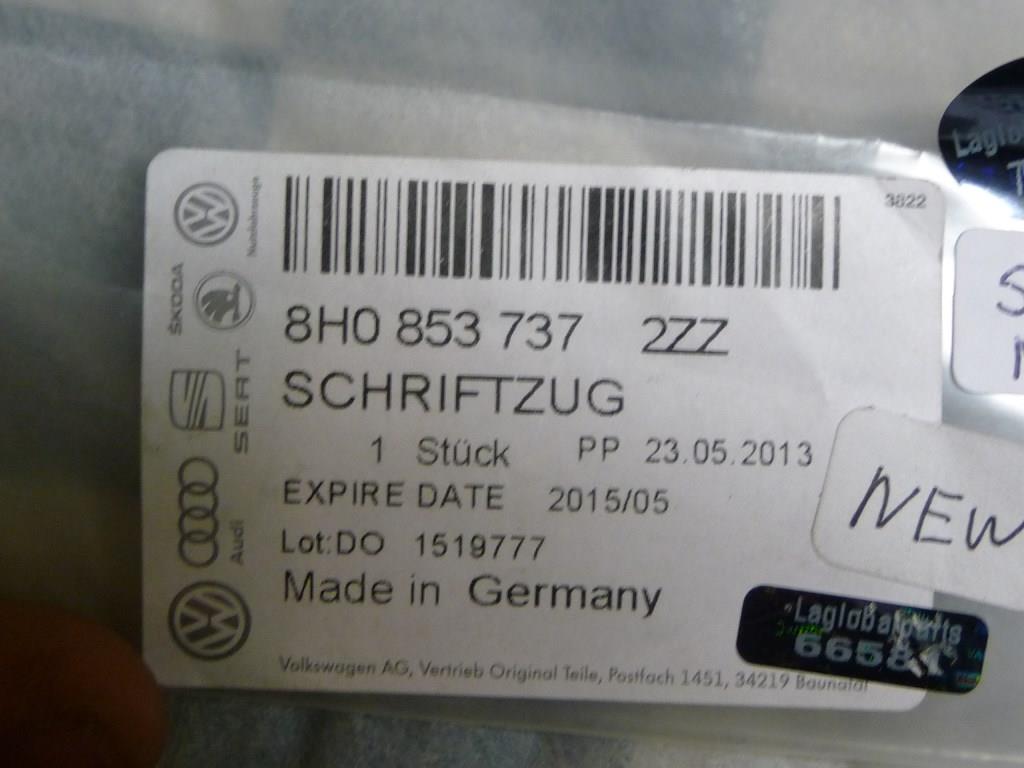 3822
Nutzfahrzeuge
ŠKODA
SEAT
Audi
8H0 853 737 2ZZ
SCHRIFTZUG
1 Stück PP 23.05.2013
EXPIRE DATE 2015/05
Lot:DO 1519777
Made in Germany
Volkswagen AG, Vertrieb Original Teile, Postfach 1451, 34219 Baunatal
NEW
Laglobalparts